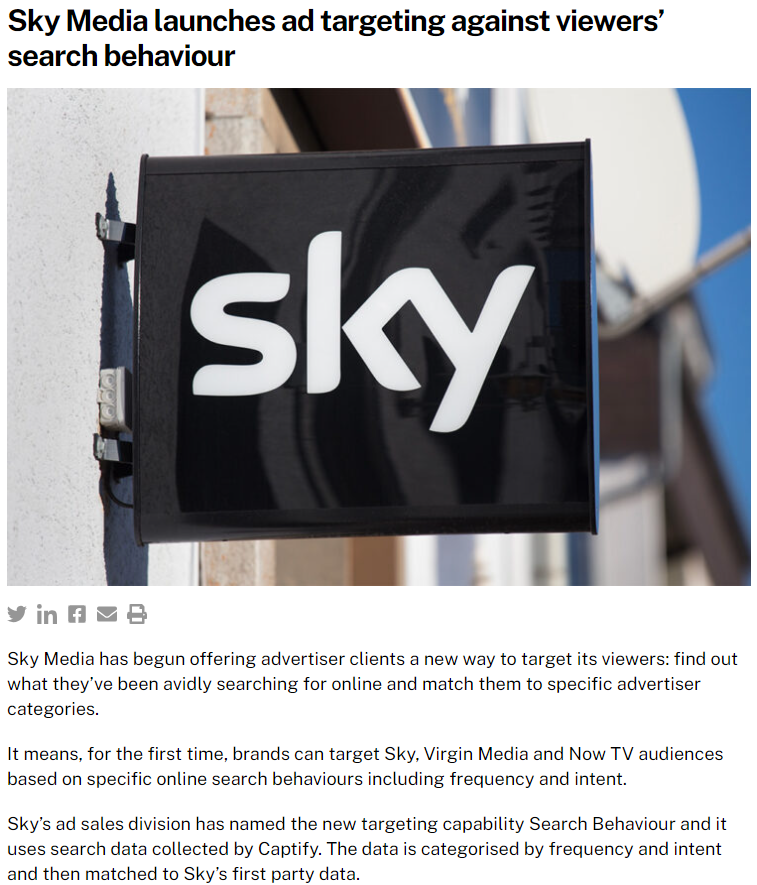 Sky Media launches ad targeting against viewers’
search behaviour
sky
Sky Media has begun offering advertiser clients a new way to target its viewers: find out
what they’ve been avidly searching for online and match them to specific advertiser
categories.
It means, for the first time, brands can target Sky, Virgin Media and Now TV audiences
based on specific online search behaviours including frequency and intent.
Sky’s ad sales division has named the new targeting capability Search Behaviour and it
uses search data collected by Captify. The data is categorised by frequency and intent
and then matched to Sky’s first party data.